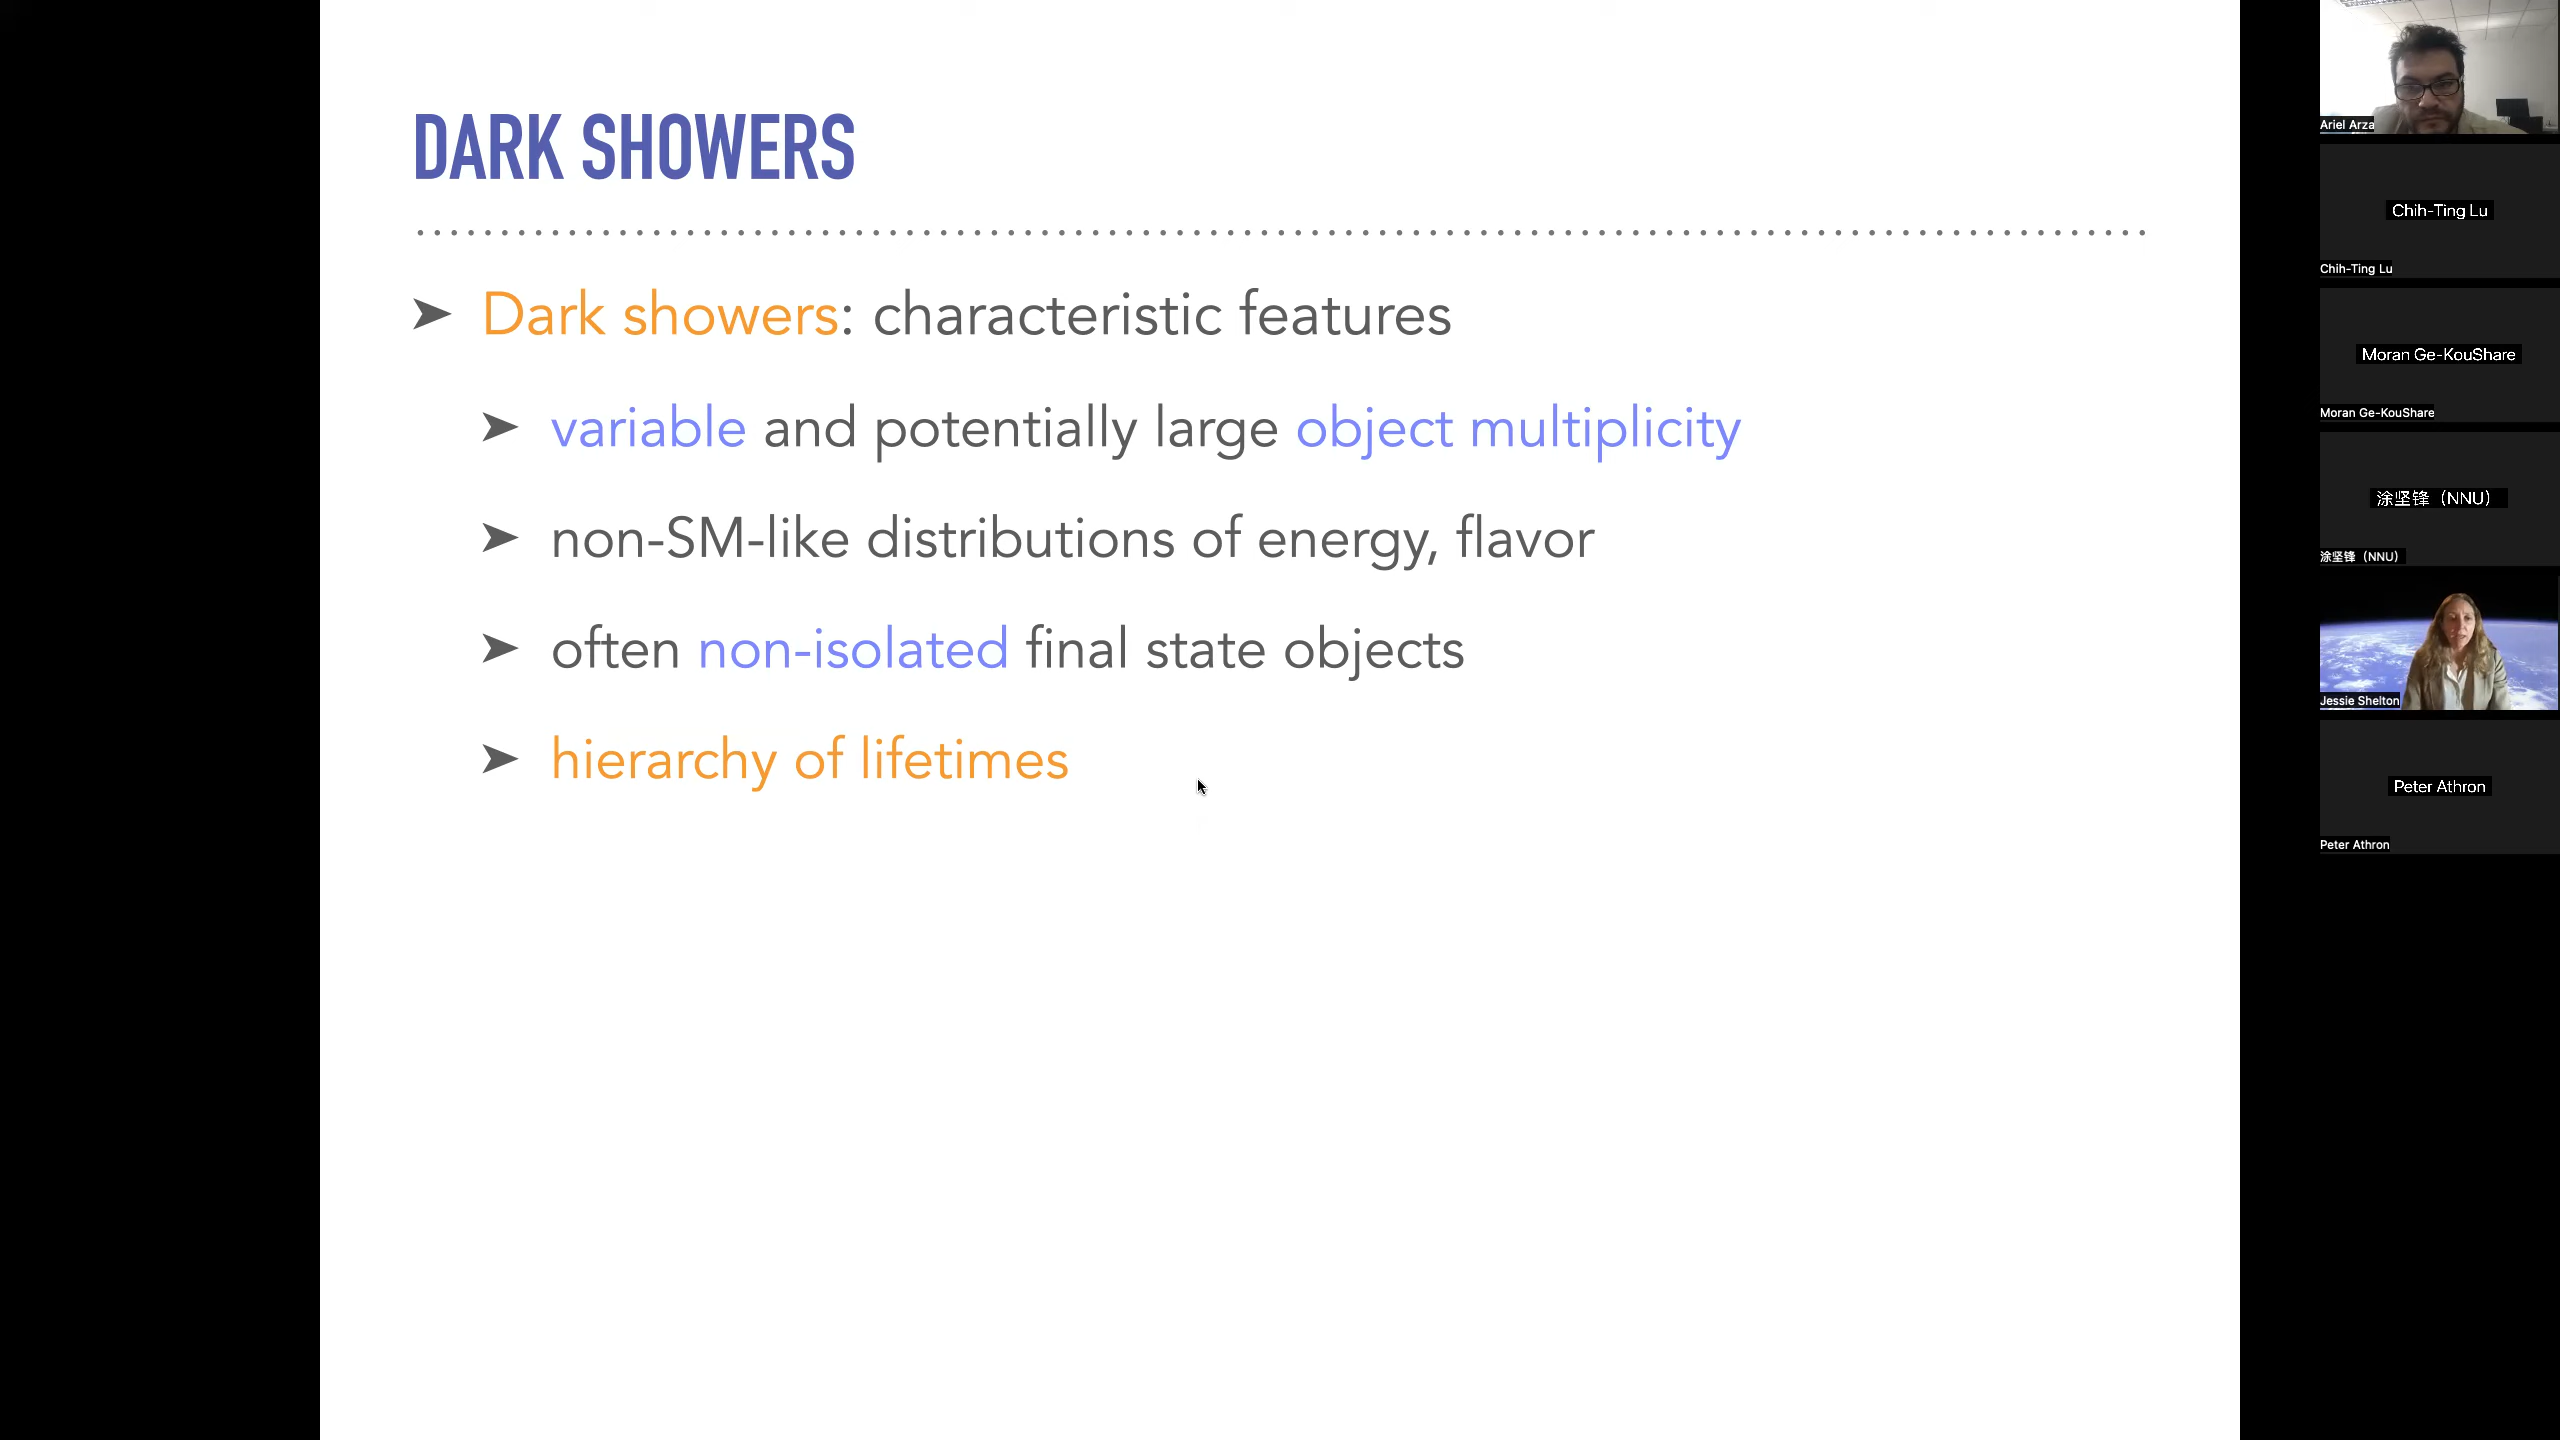 DARK SHOWERS
➤ Dark showers: characteristic features
➤ variable and potentially large object multiplicity
➤ non-SM-like distributions of energy, flavor
➤ often non-isolated final state objects
➤ hierarchy of lifetimes
Ariel Arza
Chih-Ting Lu
Chih-Ting Lu
Moran Ge-KouShare
Moran Ge-KouShare
涂坚锋（NNU）
涂坚锋（NNU）
Jessie Shelton
Peter Athron
Peter Athron